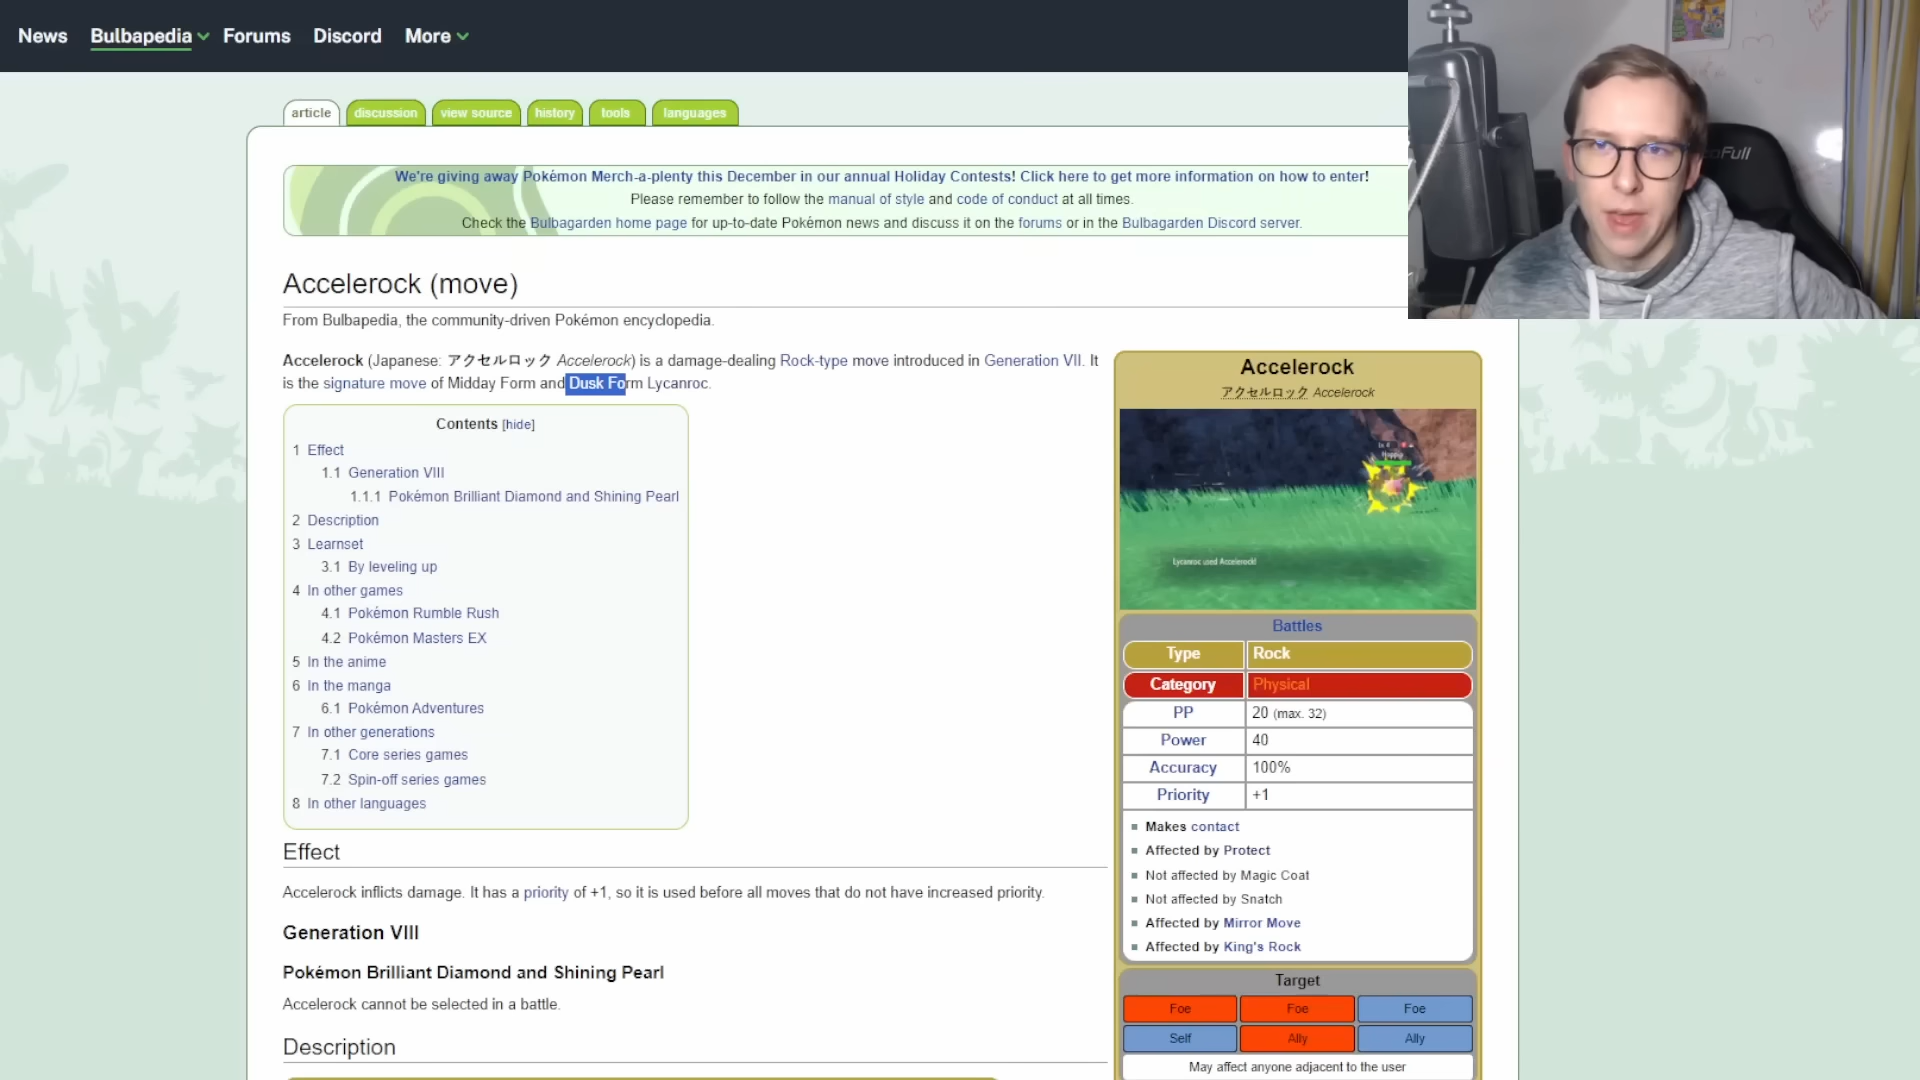 News Bulbapedia Forums Discord More
article discussion view source history tools languages
We're giving away Pokémon Merch-a-plenty this December in our annual Holiday Contests! Click here to get more information on how to enter!
Please remember to follow the manual of style and code of conduct at all times.
Check the Bulbagarden home page for up-to-date Pokémon news and discuss it on the forums or in the Bulbagarden Discord server.
Accelerock (move)
From Bulbapedia, the community-driven Pokémon encyclopedia.
Accelerock (Japanese: アクセルロック Accelerock) is a damage-dealing Rock-type move introduced in Generation VII. It
is the signature move of Midday Form and Dusk Form Lycanroc.
Contents [hide]
1 Effect
1.1 Generation VIII
1.1.1 Pokémon Brilliant Diamond and Shining Pearl
2 Description
3 Learnset
3.1 By leveling up
4 In other games
4.1 Pokémon Rumble Rush
4.2 Pokémon Masters EX
5 In the anime
6 In the manga
6.1 Pokémon Adventures
7 In other generations
7.1 Core series games
7.2 Spin-off series games
8 In other languages
Effect
Accelerock inflicts damage. It has a priority of +1, so it is used before all moves that do not have increased priority.
Generation VIII
Pokémon Brilliant Diamond and Shining Pearl
Accelerock cannot be selected in a battle.
Description
Accelerock
アクセルロック Accelerock
Lycanroc used Accelerock!
Battles
Type Rock
Category Physical
PP 20 (max. 32)
Power 40
Accuracy 100%
Priority +1
Makes contact
Affected by Protect
Not affected by Magic Coat
Not affected by Snatch
Affected by Mirror Move
Affected by King's Rock
Target
Foe Foe Foe
Self Ally Ally
May affect anyone adjacent to the user